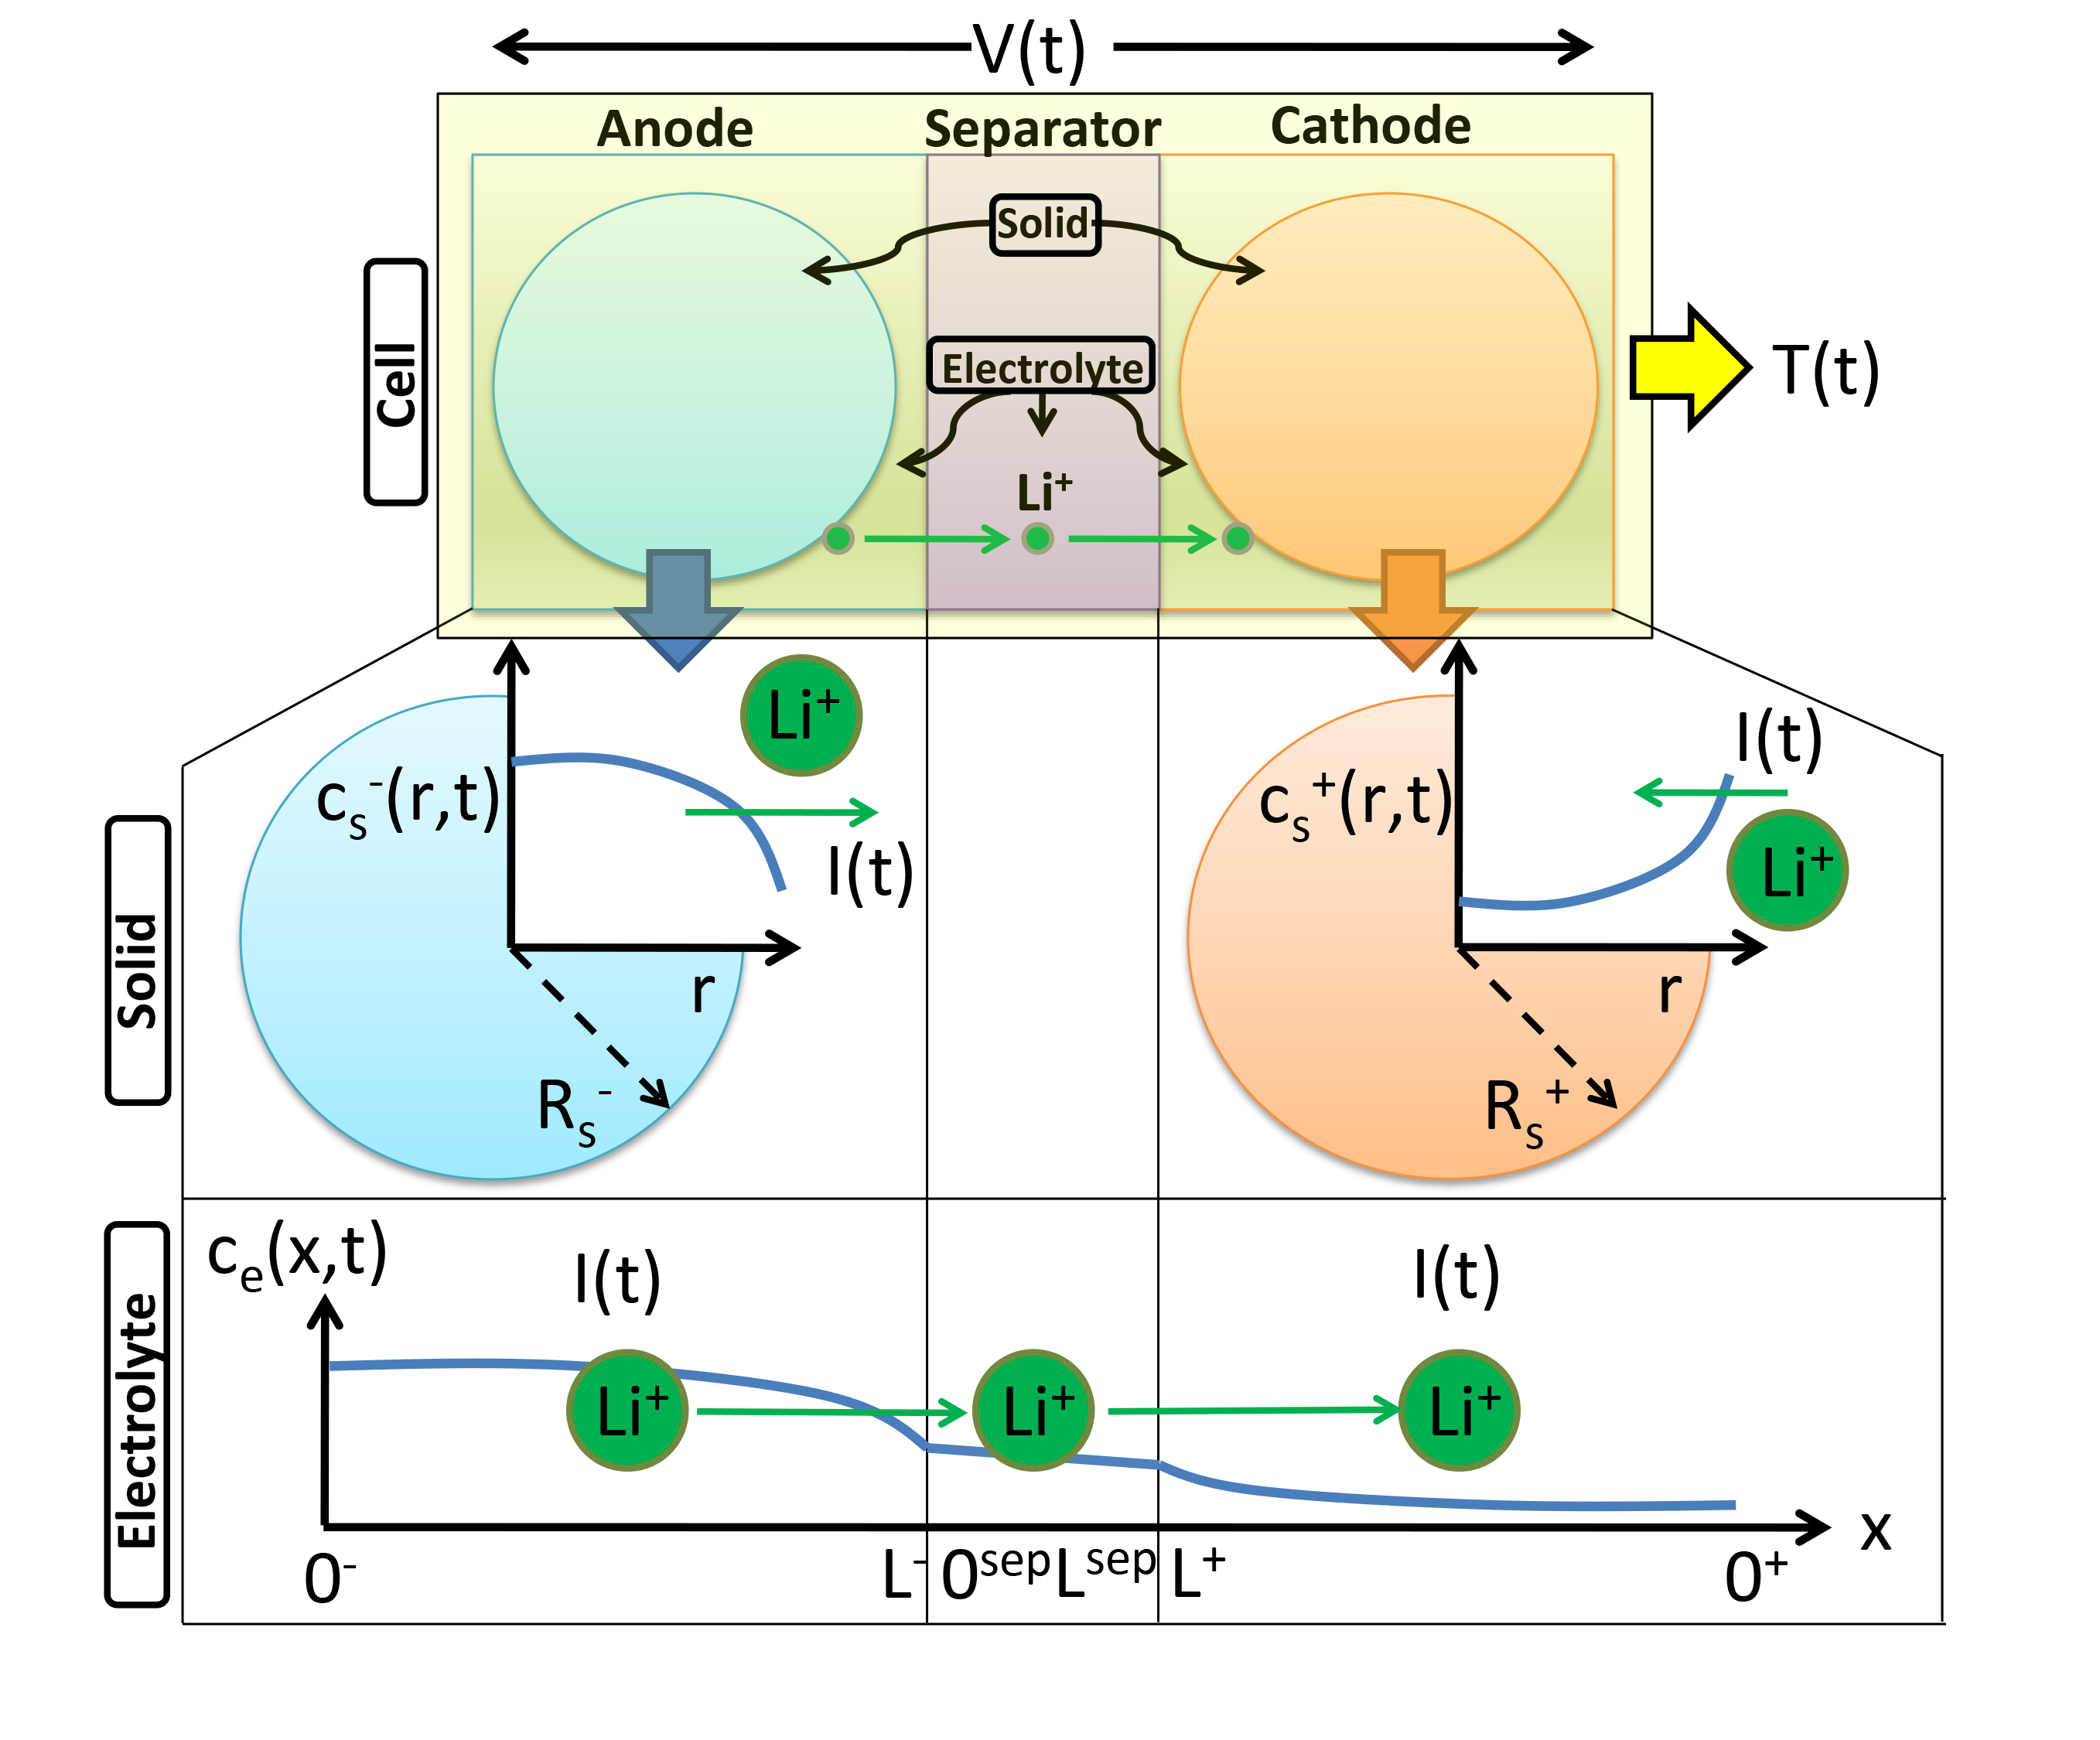 V(t)
Anode Separator Cathode
Solid
Cell
Electrolyte
T(t)
Li⁺
Solid
Li⁺
cₛ⁻(r,t)
I(t)
r
Rₛ⁻
I(t)
cₛ⁺(r,t)
Li⁺
r
Rₛ⁺
Electrolyte
cₑ(x,t)
I(t)
I(t)
Li⁺ Li⁺ Li⁺
x
0⁻ L⁻ 0ˢᵉᵖ Lˢᵉᵖ L⁺ 0⁺